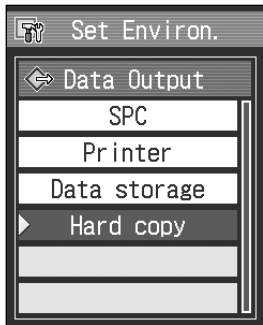 Set Environ.
Data Output
SPC
Printer
Data storage
Hard copy